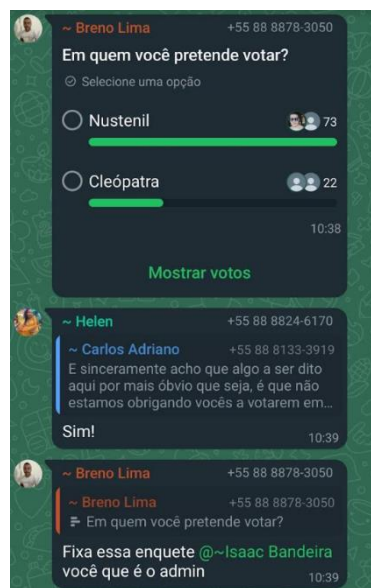 ~ Breno Lima +55 88 8878-3050
Em quem você pretende votar?
Selecione uma opção
Nustenil 73
Cleópatra 22
10:38
Mostrar votos
~ Helen +55 88 8824-6170
~ Carlos Adriano +55 88 8133-3919
E sinceramente acho que algo a ser dito
aqui por mais óbvio que seja, é que não
estamos obrigando vocês a votarem em...
Sim! 10:39
~ Breno Lima +55 88 8878-3050
~ Breno Lima +55 88 8878-3050
Em quem você pretende votar?
Fixa essa enquete @~Isaac Bandeira
você que é o admin 10:39